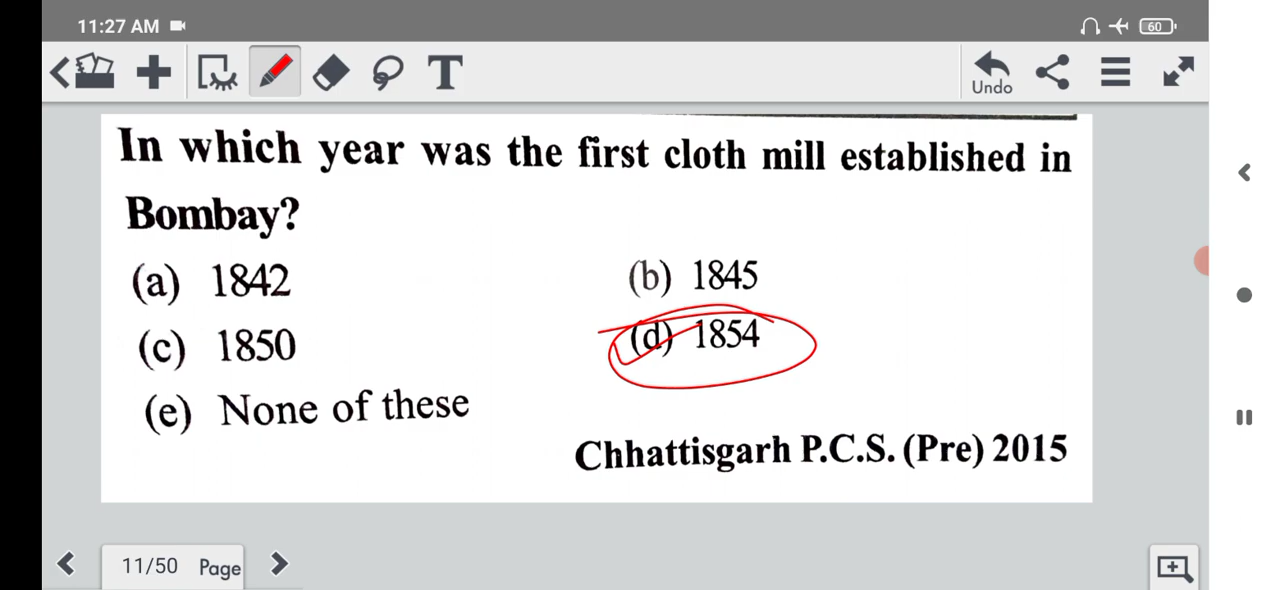 11:27 AM
60
T
Undo
In which year was the first cloth mill established in
Bombay?
(a) 1842
(b) 1845
(c) 1850
(d) 1854
(e) None of these
Chhattisgarh P.C.S. (Pre) 2015
11/50 Page